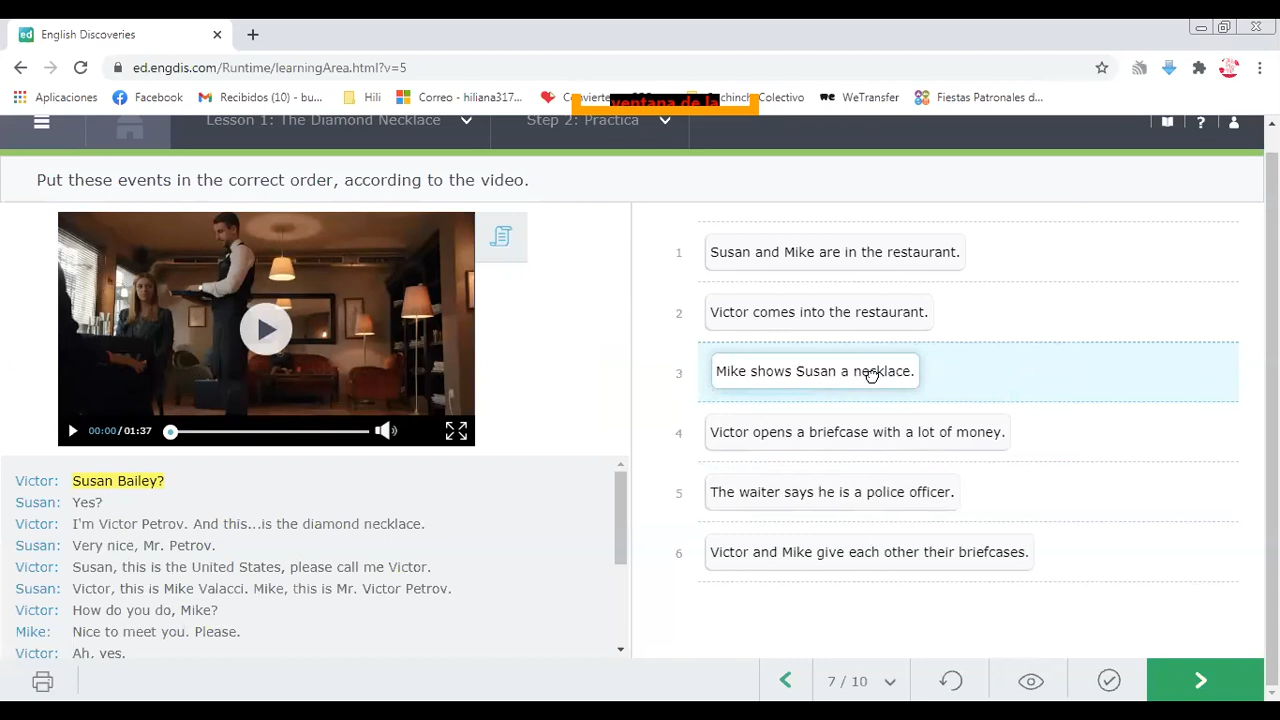 ed English Discoveries
ed.engdis.com/Runtime/learningArea.html?v=5
Aplicaciones Facebook Recibidos (10) - bu... Hili Correo - hiliana317... Colectivo WeTransfer Fiestas Patronales d...
ventana de la
Lesson 1: The Diamond Necklace Step 2: Practica
Put these events in the correct order, according to the video.
1 Susan and Mike are in the restaurant.
2 Victor comes into the restaurant.
3 Mike shows Susan a necklace.
4 Victor opens a briefcase with a lot of money.
5 The waiter says he is a police officer.
6 Victor and Mike give each other their briefcases.
00:00/01:37
Victor: Susan Bailey?
Susan: Yes?
Victor: I'm Victor Petrov. And this...is the diamond necklace.
Susan: Very nice, Mr. Petrov.
Victor: Susan, this is the United States, please call me Victor.
Susan: Victor, this is Mike Valacci. Mike, this is Mr. Victor Petrov.
Victor: How do you do, Mike?
Mike: Nice to meet you. Please.
Victor: Ah, yes.
7 / 10